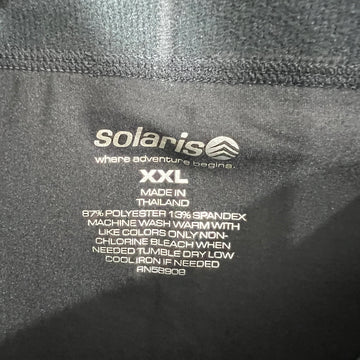 solaris
where adventure begins.
XXL
MADE IN
THAILAND
87% POLYESTER 13% SPANDEX
MACHINE WASH WARM WITH
LIKE COLORS ONLY NON-
CHLORINE BLEACH WHEN
NEEDED TUMBLE DRY LOW
COOL IRON IF NEEDED
RN58909